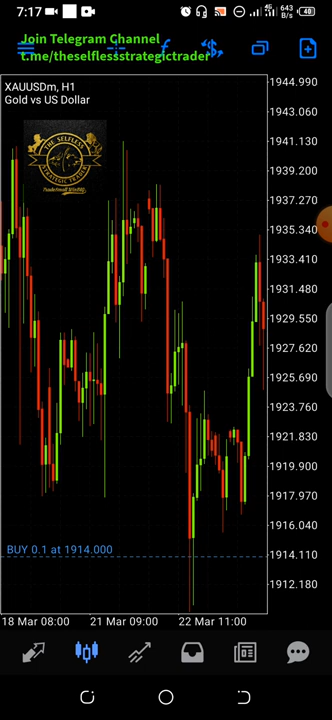 7:17
4G
643
B/s
40
Join Telegram Channel
t.me/theselflessstrategictrader
XAUUSDm, H1
Gold vs US Dollar
THE SELFLESS
STRATEGIC TRADER
1944.990
1943.060
1941.130
1939.200
1937.270
1935.340
1933.410
1931.480
1929.550
1927.620
1925.690
1923.760
1921.830
1919.900
1917.970
1916.040
1914.110
1912.180
BUY 0.1 at 1914.000
18 Mar 08:00
21 Mar 09:00
22 Mar 11:00